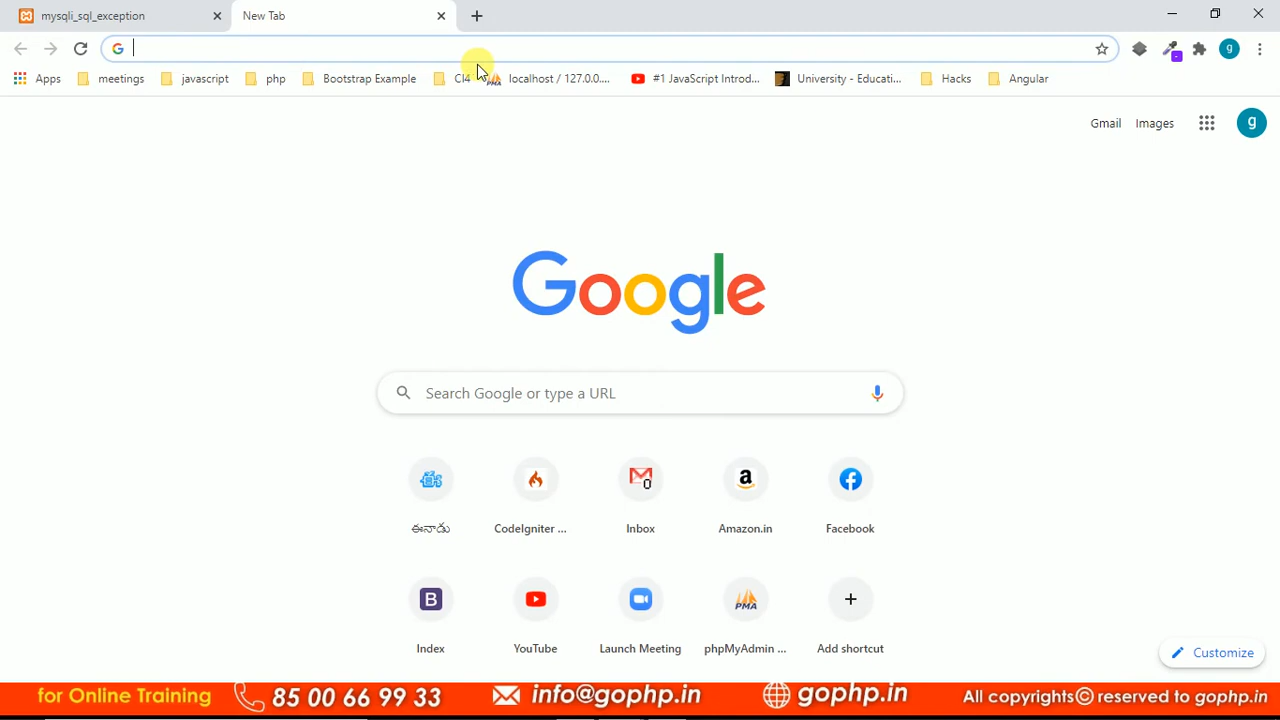 mysqli_sql_exception
New Tab
Apps meetings javascript php Bootstrap Example CI4 localhost / 127.0.0.... #1 JavaScript Introd... University - Educati... Hacks Angular
g
Gmail Images g
Google
Search Google or type a URL
ఈనాడు CodeIgniter ... Inbox Amazon.in Facebook
Index YouTube Launch Meeting phpMyAdmin ... Add shortcut
Customize
for Online Training 85 00 66 99 33 info@gophp.in gophp.in All copyrights© reserved to gophp.in